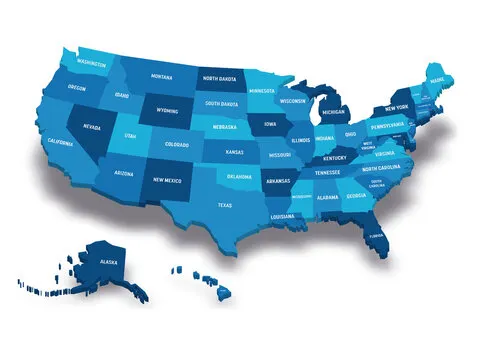 WASHINGTON
MONTANA
NORTH DAKOTA
MINNESOTA
MAINE
OREGON
IDAHO
SOUTH DAKOTA
WISCONSIN
MICHIGAN
NEW YORK
WYOMING
IOWA
PENNSYLVANIA
NEVADA
UTAH
COLORADO
NEBRASKA
ILLINOIS
INDIANA
OHIO
WEST
VIRGINIA
CALIFORNIA
KANSAS
MISSOURI
KENTUCKY
VIRGINIA
ARIZONA
NEW MEXICO
OKLAHOMA
ARKANSAS
TENNESSEE
NORTH CAROLINA
SOUTH
CAROLINA
TEXAS
ALABAMA
GEORGIA
LOUISIANA
FLORIDA
ALASKA
HAWAII